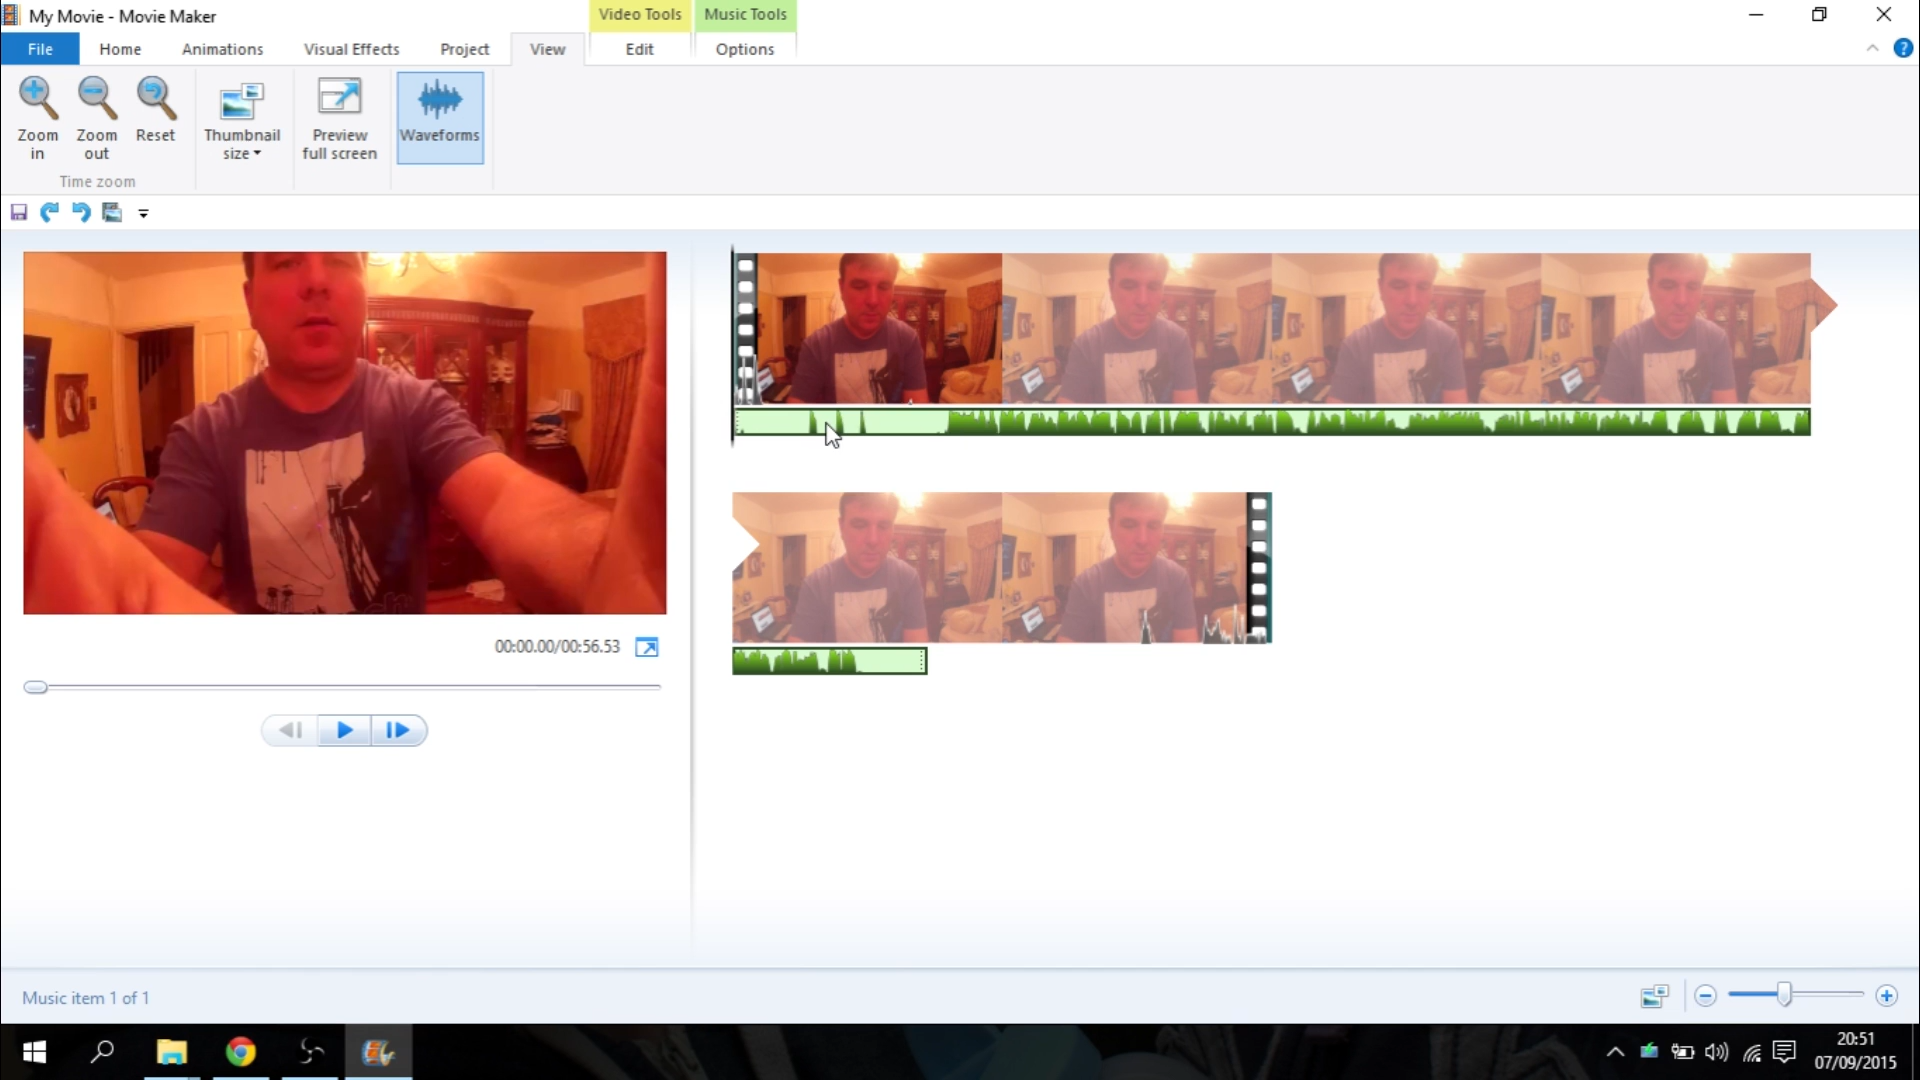 My Movie - Movie Maker
Video Tools
Music Tools
File
Home
Animations
Visual Effects
Project
View
Edit
Options
Zoom in
Zoom out
Reset
Thumbnail size
Preview full screen
Waveforms
Time zoom
00:00.00/00:56.53
Music item 1 of 1
20:51
07/09/2015